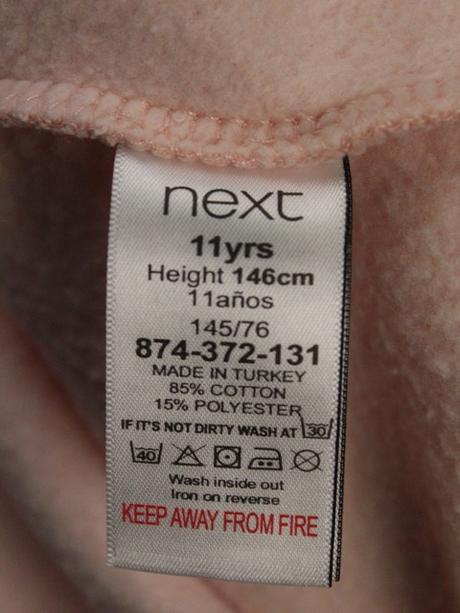 next
11yrs
Height 146cm
11años
145/76
874-372-131
MADE IN TURKEY
85% COTTON
15% POLYESTER
IF IT'S NOT DIRTY WASH AT 30
40
Wash inside out
Iron on reverse
KEEP AWAY FROM FIRE